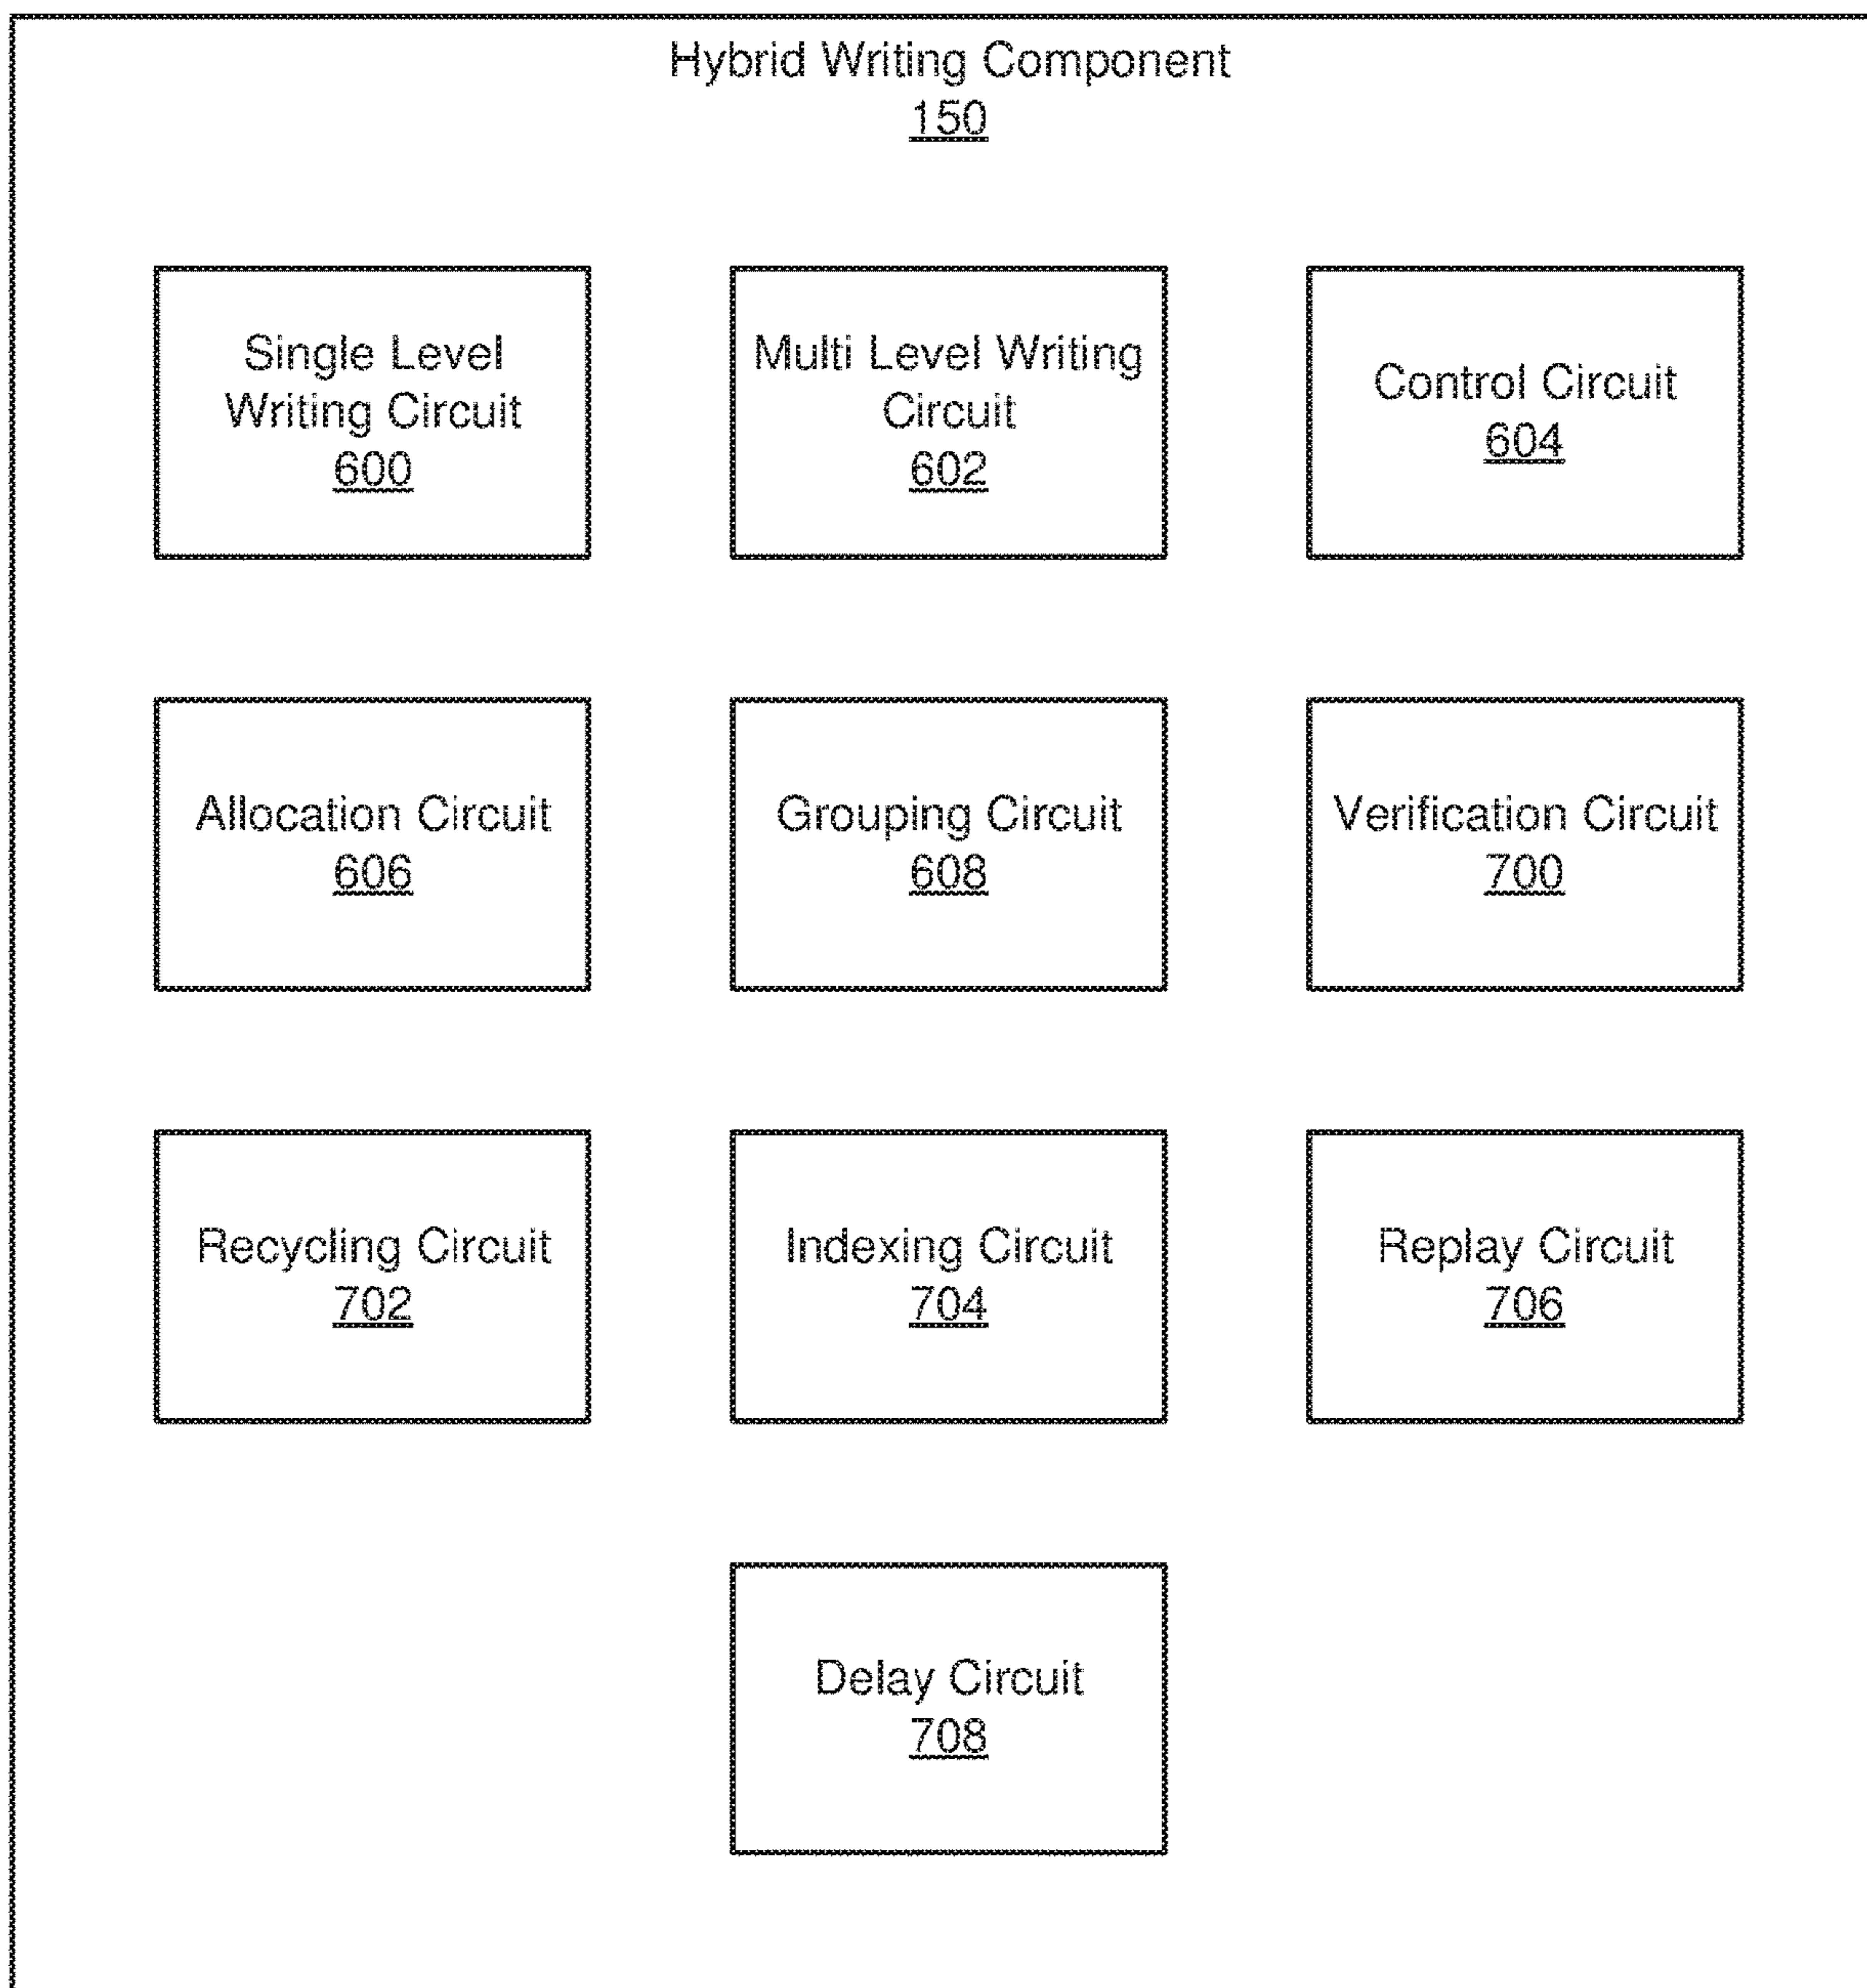 Hybrid Writing Component
150
Single Level
Writing Circuit
600
Multi Level Writing
Circuit
602
Control Circuit
604
Allocation Circuit
606
Grouping Circuit
608
Verification Circuit
700
Recycling Circuit
702
Indexing Circuit
704
Replay Circuit
706
Delay Circuit
708